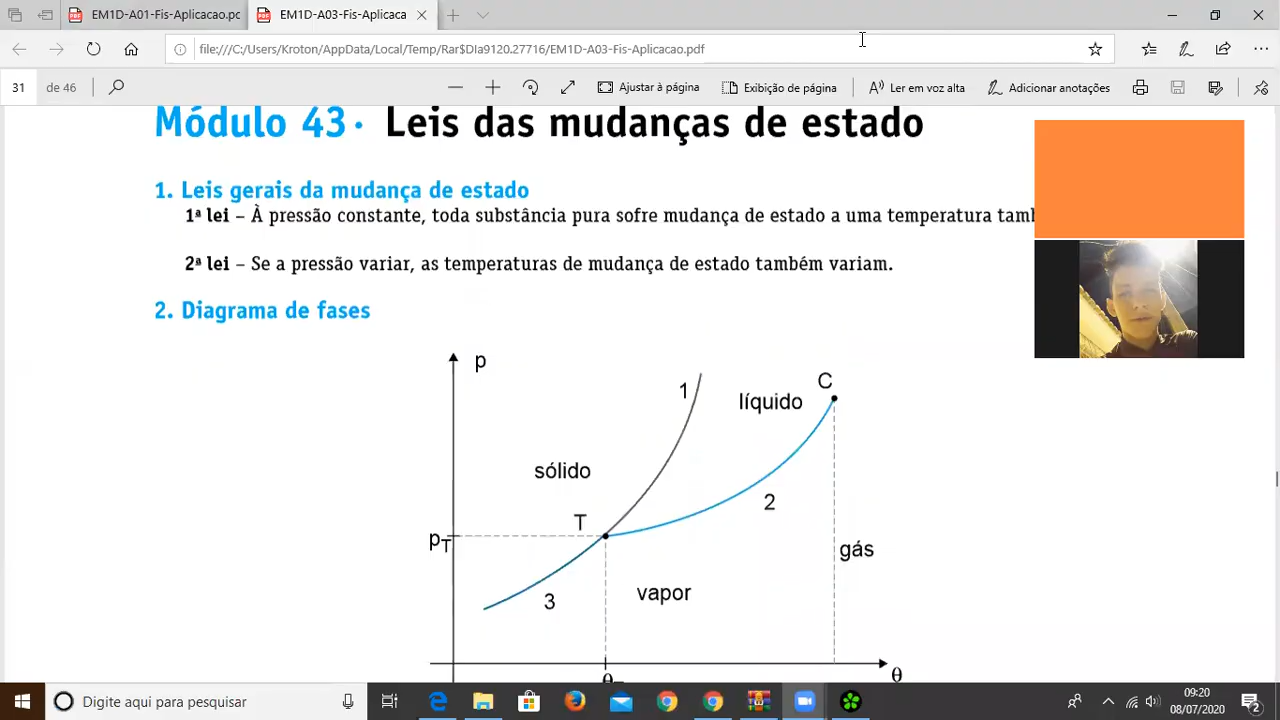 EM1D-A01-Fis-Aplicacao.pc
EM1D-A03-Fis-Aplica
file:///C:/Users/Kroton/AppData/Local/Temp/Rar$DIa9120.27716/EM1D-A03-Fis-Aplicacao.pdf
31 de 46
Ajustar à página
Exibição de página
Ler em voz alta
Adicionar anotações
Módulo 43 · Leis das mudanças de estado
1. Leis gerais da mudança de estado
1ª lei – À pressão constante, toda substância pura sofre mudança de estado a uma temperatura tamb
2ª lei – Se a pressão variar, as temperaturas de mudança de estado também variam.
2. Diagrama de fases
p
C
1
líquido
sólido
2
T
pT
gás
vapor
3
θ
Digite aqui para pesquisar
09:20
08/07/2020
2